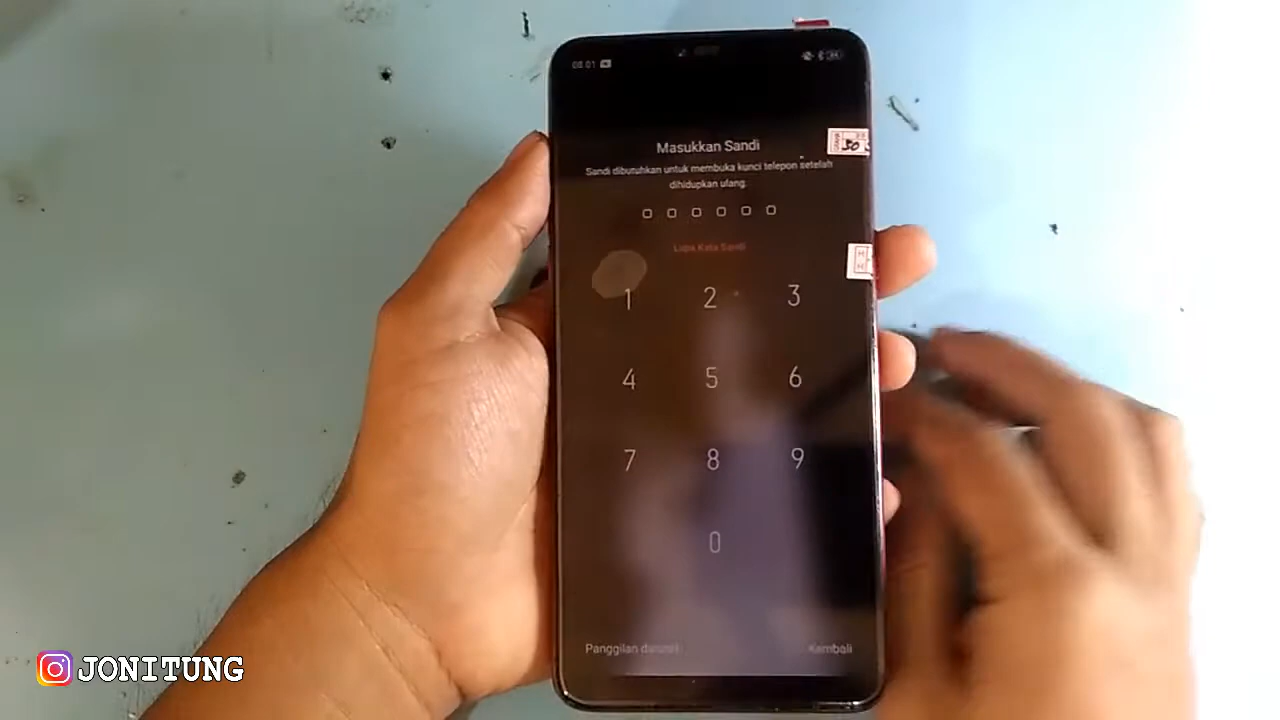 08.01
Masukkan Sandi
Sandi dibutuhkan untuk membuka kunci telepon setelah
dihidupkan ulang.
Lupa Kata Sandi
1 2 3
4 5 6
7 8 9
0
Panggilan darurat
Kembali
JONITUNG